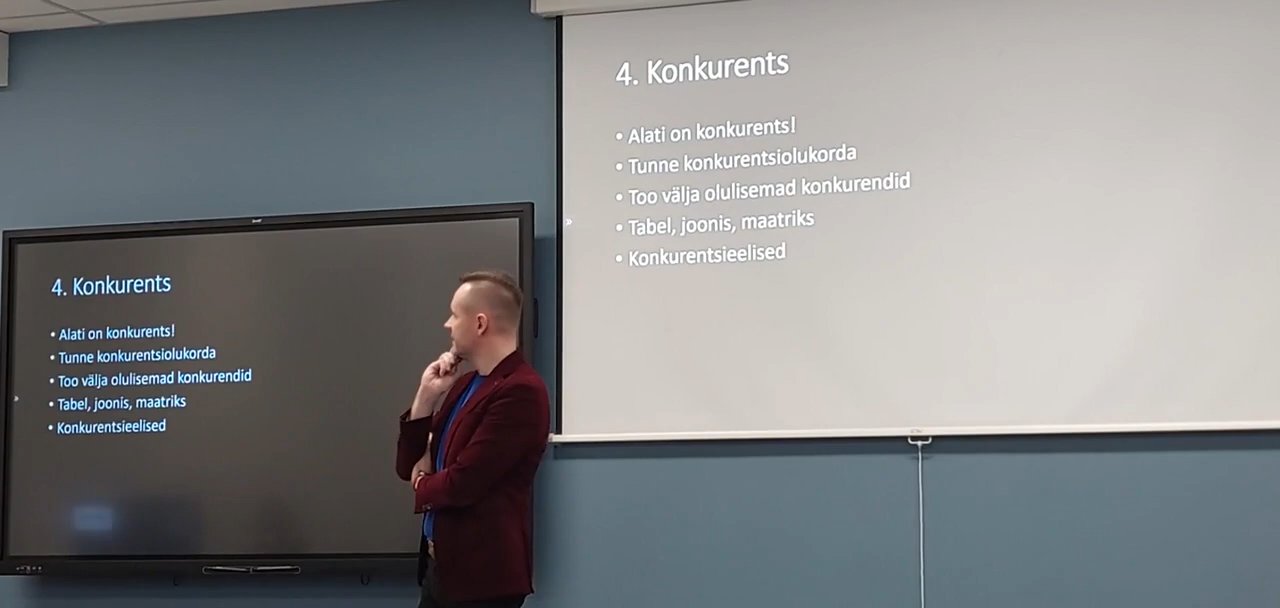 4. Konkurents
• Alati on konkurents!
• Tunne konkurentsiolukorda
• Too välja olulisemad konkurendid
• Tabel, joonis, maatriks
• Konkurentsieelised
»
4. Konkurents
• Alati on konkurents!
• Tunne konkurentsiolukorda
• Too välja olulisemad konkurendid
• Tabel, joonis, maatriks
• Konkurentsieelised
»